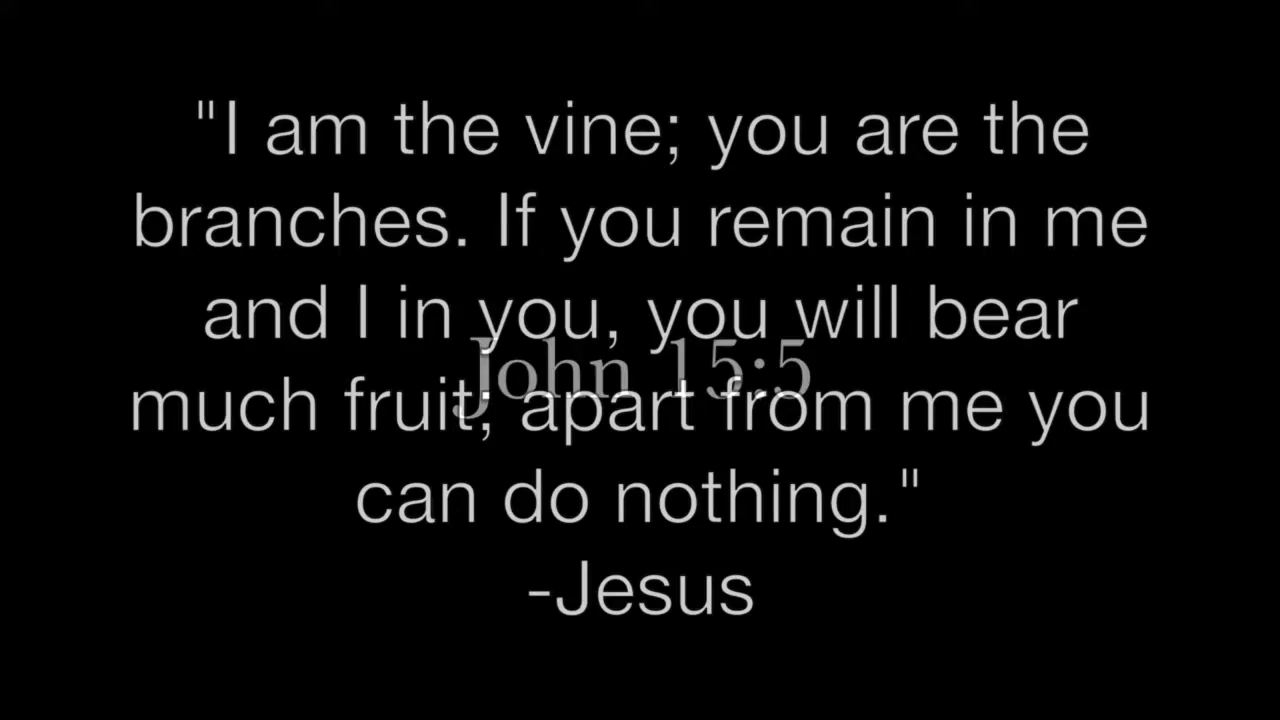 "I am the vine; you are the
branches. If you remain in me
and I in you, you will bear
John 15:5
much fruit; apart from me you
can do nothing."
-Jesus